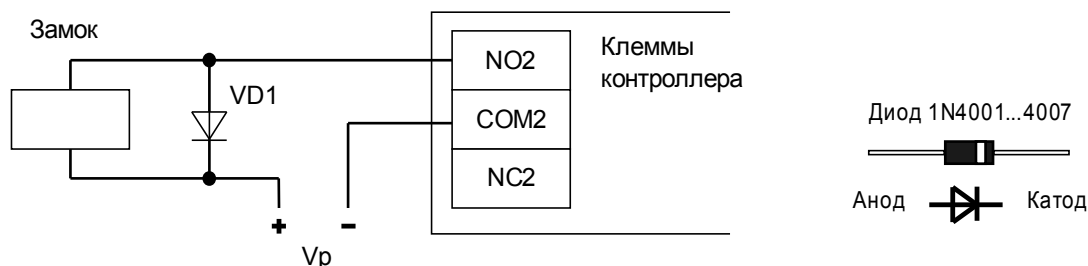 Замок
VD1
+
-
Vp
NO2
COM2
NC2
Клеммы
контроллера
Диод 1N4001...4007
Анод
Катод